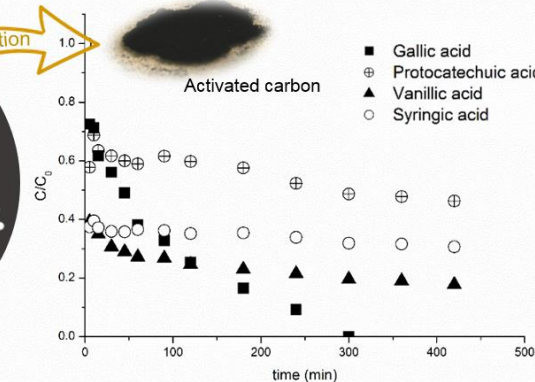 tion
Activated carbon
Gallic acid
Protocatechuic acid
Vanillic acid
Syringic acid
C/C0
1.0
0.8
0.6
0.4
0.2
0.0
0 100 200 300 400 500
time (min)